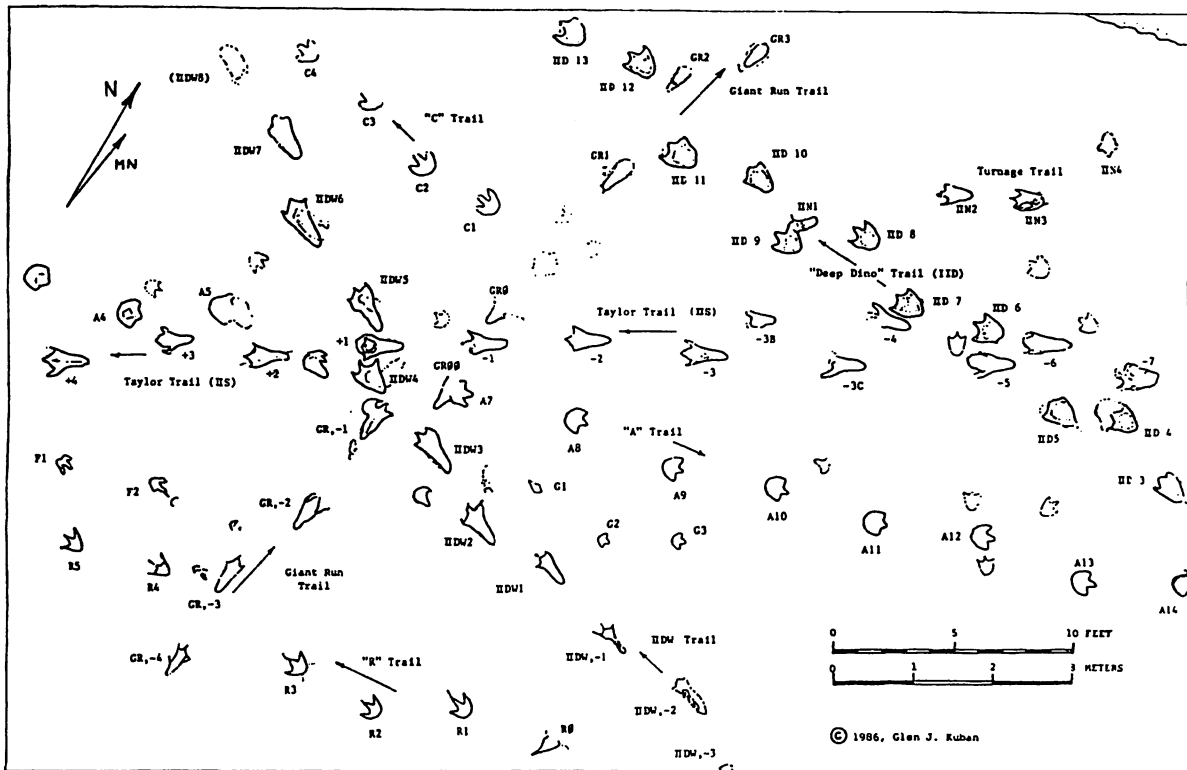 GR3
GR2
IID 13
C4
(IIDW8)
IID 12
N
Giant Run Trail
C3
"C" Trail
IIDW7
MN
C2
GR1
IID 11
IID 10
IIN4
Turnage Trail
IIDW6
C1
IIN1
IIN2
IIN3
IID 9
IID 8
"Deep Dino" Trail (IID)
IIDW5
A5
A4
GR0
Taylor Trail (IIS)
IID 7
IID 6
+3
+1
-1
-2
-3B
-4
+4
Taylor Trail (IIS)
+2
IIDW4
GR00
-3
-3C
-5
-6
-7
GR,-1
A7
A8
"A" Trail
IID5
IID 4
F1
IIDW3
A9
IID 3
F2
GR,-2
G1
A10
R5
IIDW2
G2
G3
A11
A12
R4
Giant Run
Trail
GR,-3
IIDW1
A13
A14
IIDW,-1
IIDW Trail
0 5 10 FEET
GR,-4
R3
"R" Trail
0 1 2 3 METERS
R2
R1
R0
IIDW,-2
IIDW,-3
© 1986, Glen J. Kuban